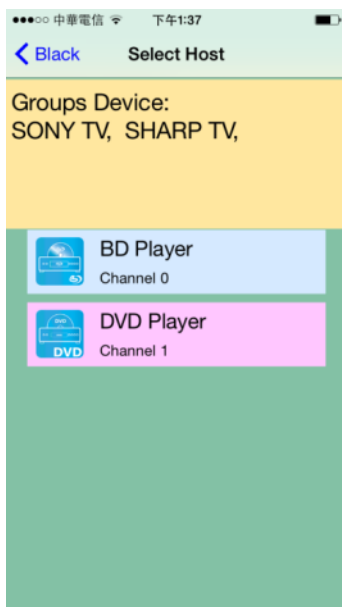 ●●●○○ 中華電信 下午1:37
Black Select Host
Groups Device:
SONY TV, SHARP TV,
BD Player
Channel 0
DVD Player
DVD Channel 1